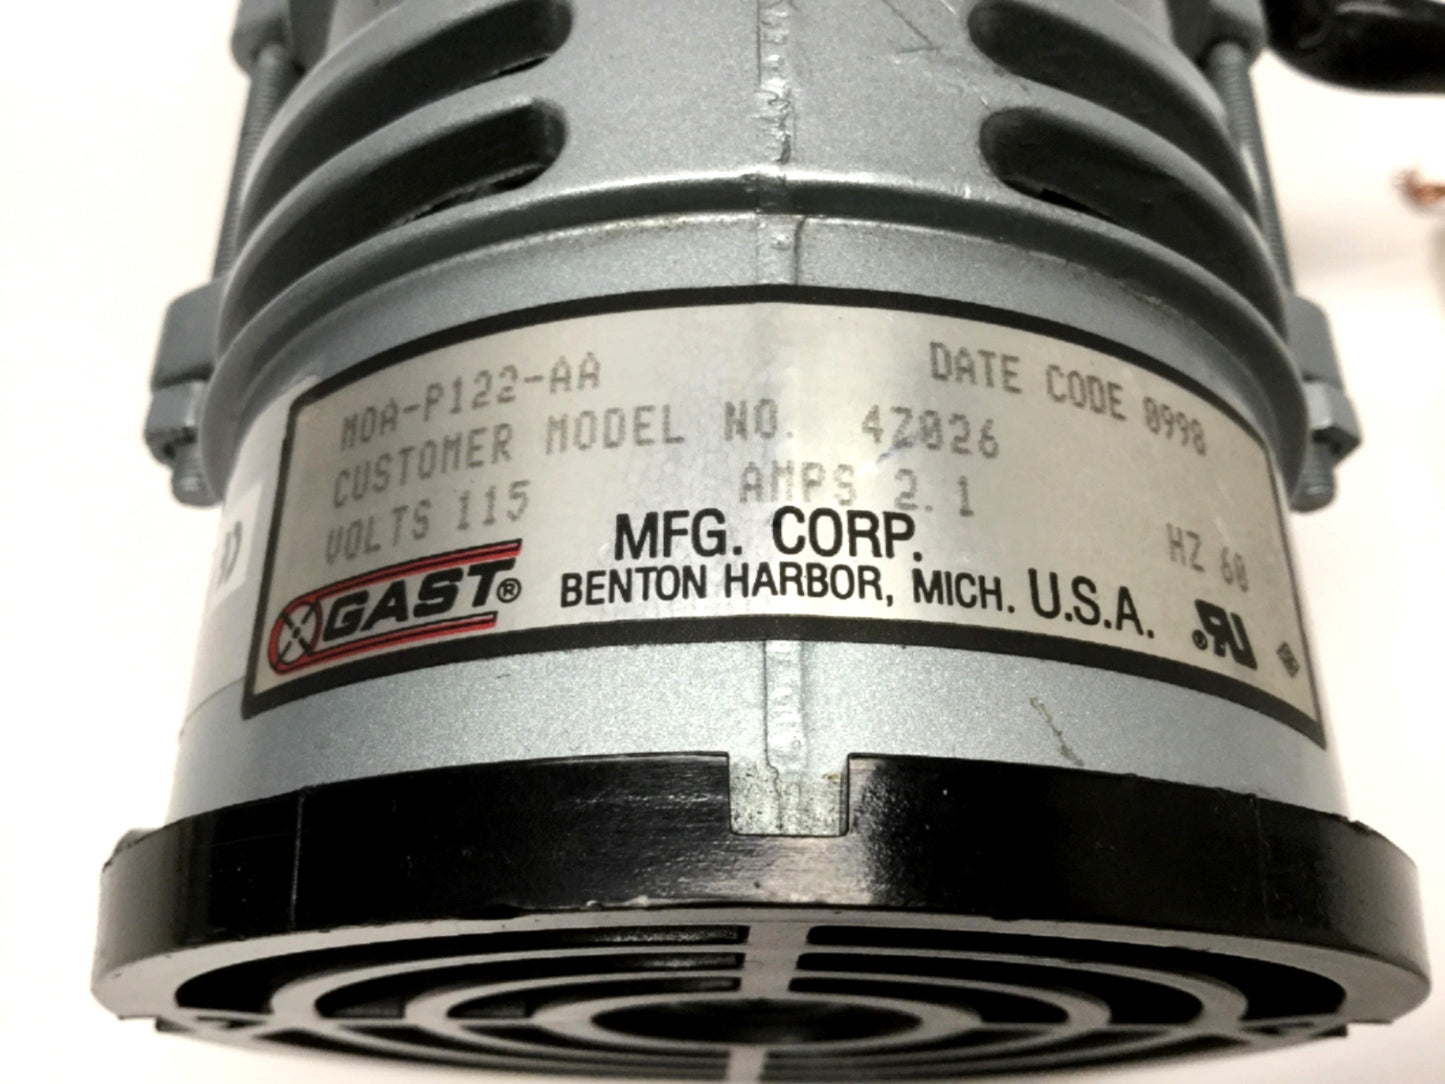 MOA-P122-AA DATE CODE 0998
CUSTOMER MODEL NO. 4Z026
VOLTS 115 AMPS 2.1 HZ 60
GAST® MFG. CORP.
BENTON HARBOR, MICH. U.S.A.